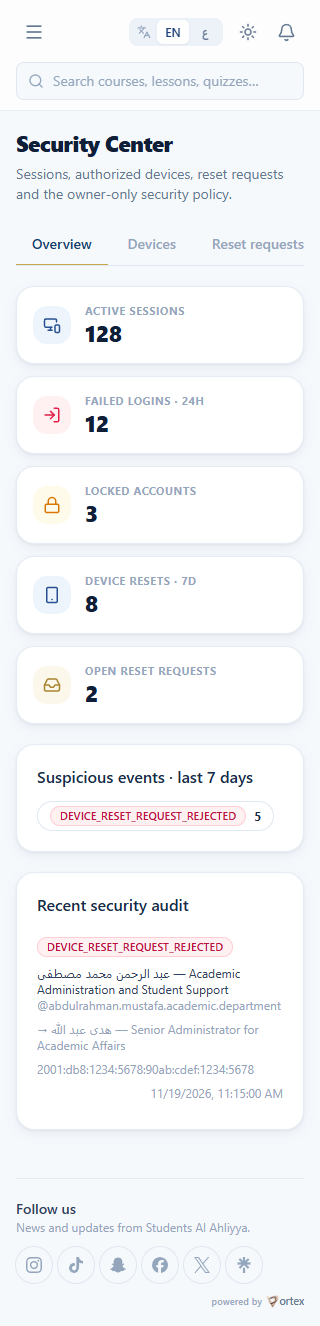 EN
ع
Search courses, lessons, quizzes...
Security Center
Sessions, authorized devices, reset requests
and the owner-only security policy.
Overview
Devices
Reset requests
ACTIVE SESSIONS
128
FAILED LOGINS · 24H
12
LOCKED ACCOUNTS
3
DEVICE RESETS · 7D
8
OPEN RESET REQUESTS
2
Suspicious events · last 7 days
DEVICE_RESET_REQUEST_REJECTED 5
Recent security audit
DEVICE_RESET_REQUEST_REJECTED
عبد الرحمن محمد مصطفى — Academic
Administration and Student Support
@abdulrahman.mustafa.academic.department
→ هدى عبد الله — Senior Administrator for
Academic Affairs
2001:db8:1234:5678:90ab:cdef:1234:5678
11/19/2026, 11:15:00 AM
Follow us
News and updates from Students Al Ahliyya.
powered by Vortex